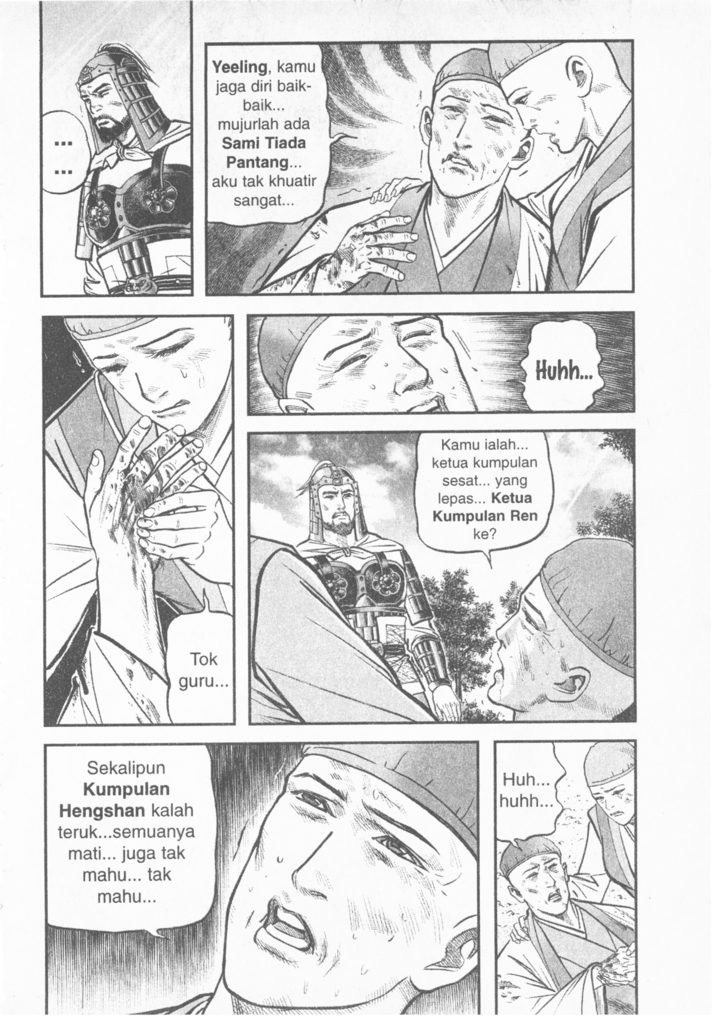 ...
...
Yeeling, kamu
jaga diri baik-
baik...
mujurlah ada
Sami Tiada
Pantang...
aku tak khuatir
sangat...
Huhh...
Tok
guru...
Kamu ialah...
ketua kumpulan
sesat... yang
lepas... Ketua
Kumpulan Ren
ke?
Sekalipun
Kumpulan
Hengshan kalah
teruk...semuanya
mati... juga tak
mahu... tak
mahu...
Huh...
huhh...